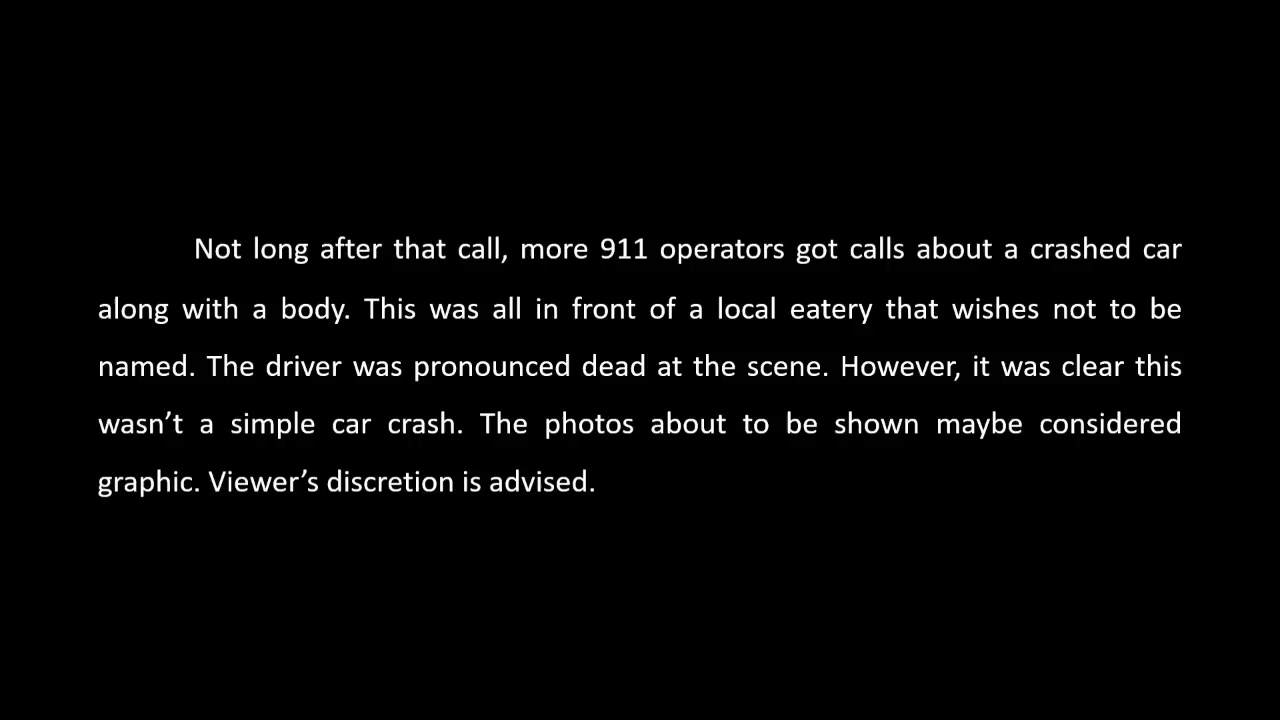 Not long after that call, more 911 operators got calls about a crashed car
along with a body. This was all in front of a local eatery that wishes not to be
named. The driver was pronounced dead at the scene. However, it was clear this
wasn’t a simple car crash. The photos about to be shown maybe considered
graphic. Viewer’s discretion is advised.